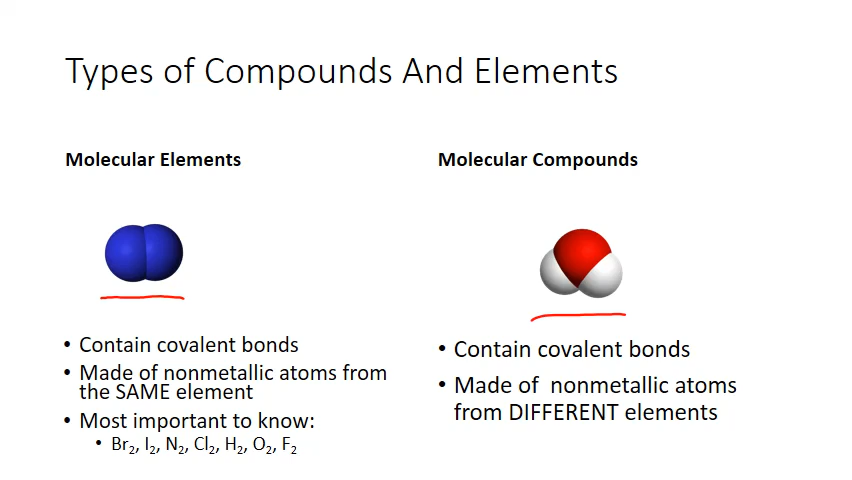 Types of Compounds And Elements
Molecular Elements
• Contain covalent bonds
• Made of nonmetallic atoms from
the SAME element
• Most important to know:
• Br₂, I₂, N₂, Cl₂, H₂, O₂, F₂
Molecular Compounds
• Contain covalent bonds
• Made of nonmetallic atoms
from DIFFERENT elements